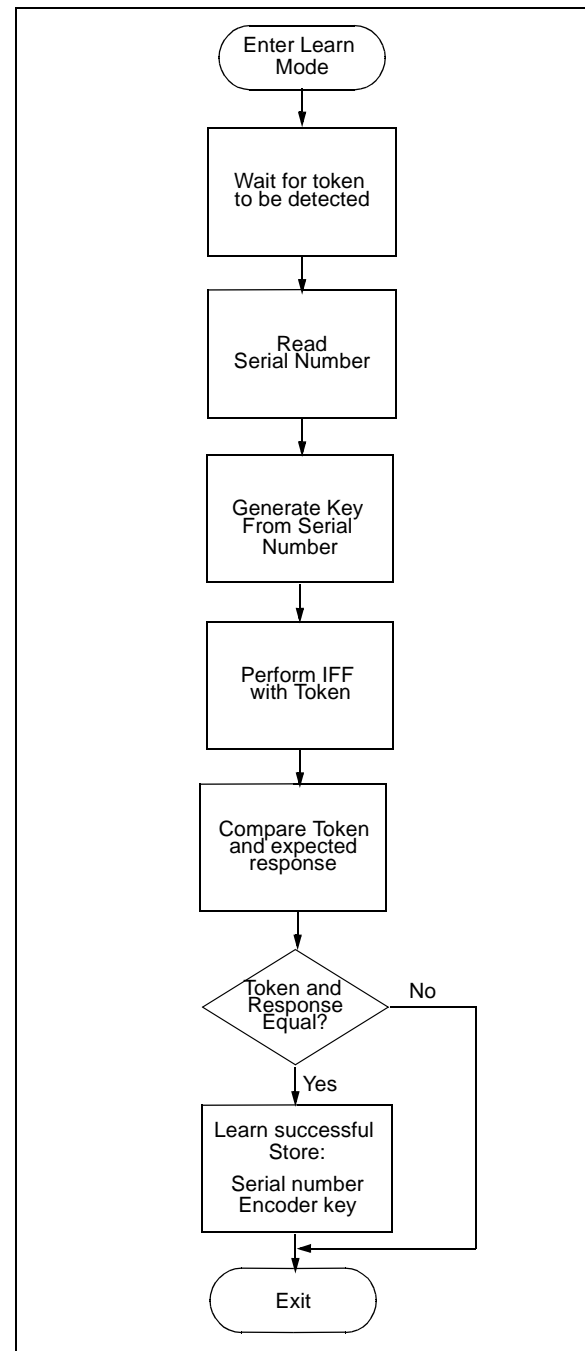 Enter Learn
Mode
Wait for token
to be detected
Read
Serial Number
Generate Key
From Serial
Number
Perform IFF
with Token
Compare Token
and expected
response
Token and
Response
Equal?
No
Yes
Learn successful
Store:
Serial number
Encoder key
Exit